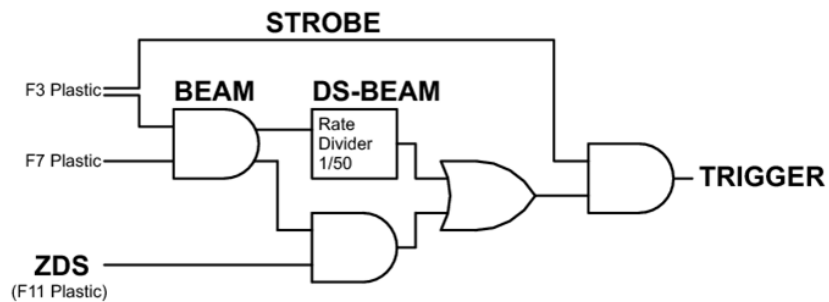 STROBE
F3 Plastic
BEAM
DS-BEAM
Rate
Divider
1/50
F7 Plastic
TRIGGER
ZDS
(F11 Plastic)